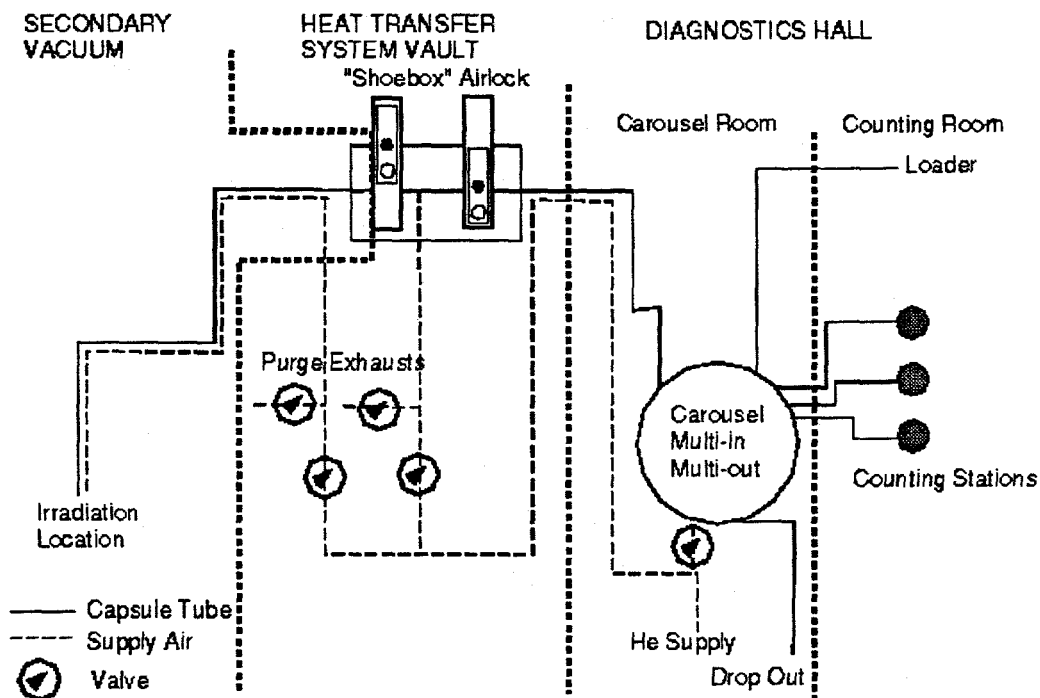 SECONDARY
VACUUM
HEAT TRANSFER
SYSTEM VAULT
"Shoebox" Airlock
DIAGNOSTICS HALL
Carousel Room
Counting Room
Loader
Purge Exhausts
Carousel
Multi-in
Multi-out
Counting Stations
Irradiation
Location
He Supply
Drop Out
Capsule Tube
Supply Air
Valve